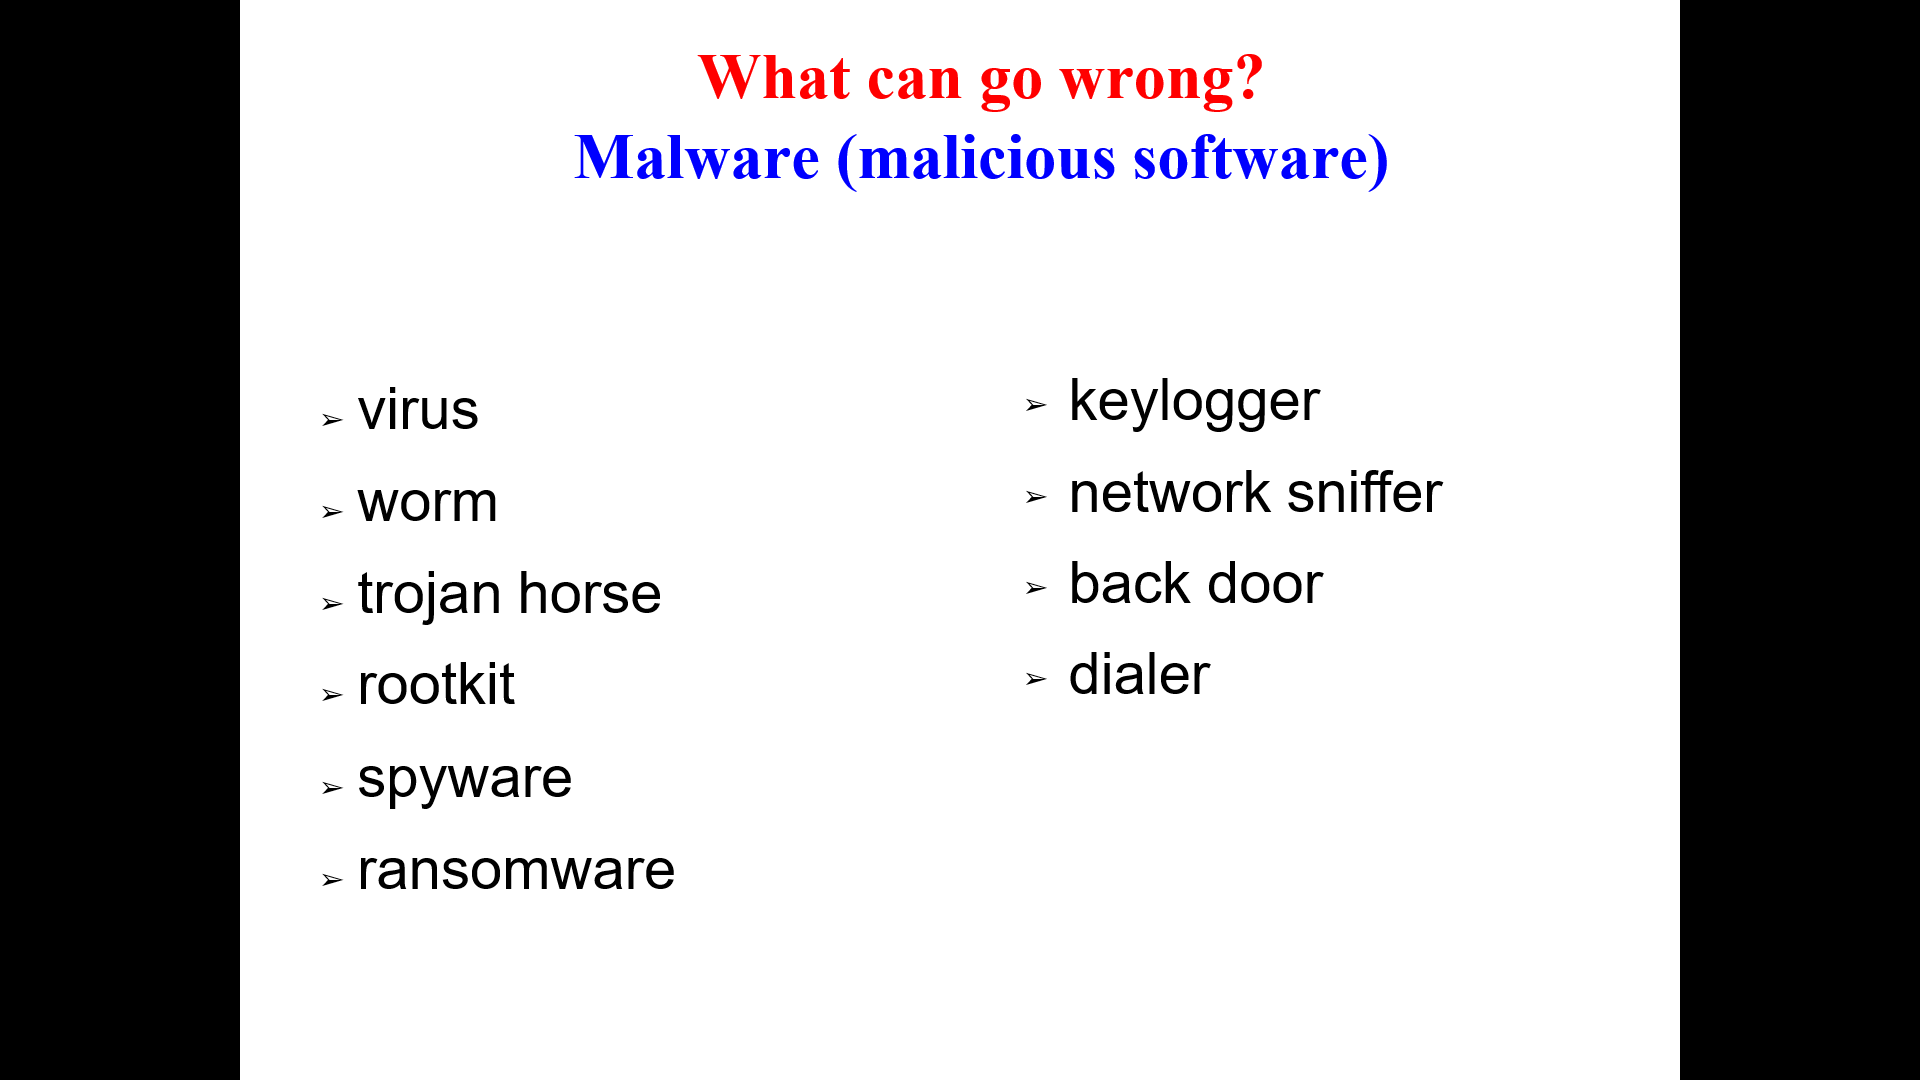 What can go wrong?
Malware (malicious software)
➢ virus
➢ worm
➢ trojan horse
➢ rootkit
➢ spyware
➢ ransomware
➢ keylogger
➢ network sniffer
➢ back door
➢ dialer